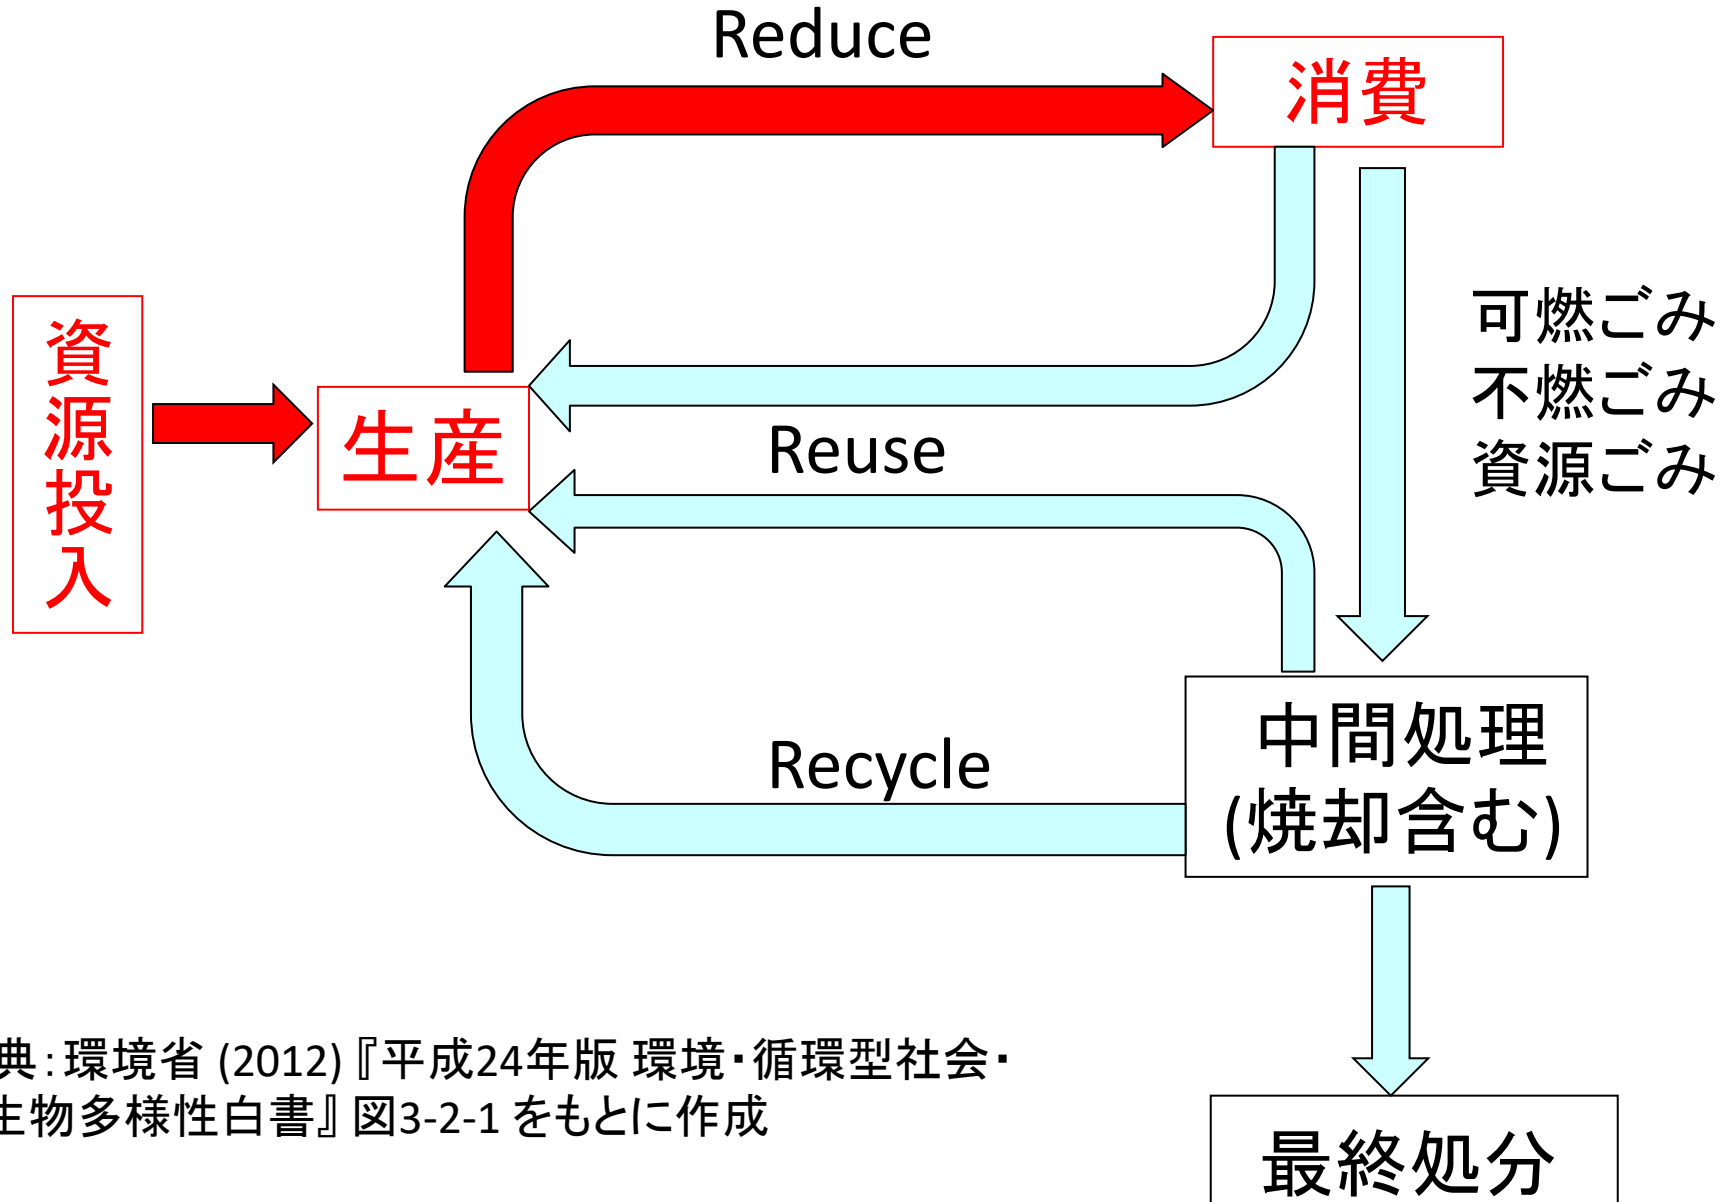 Reduce
消費
資源投入
生産
可燃ごみ
不燃ごみ
資源ごみ
Reuse
Recycle
中間処理
(焼却含む)
典：環境省 (2012)『平成24年版 環境・循環型社会・
生物多様性白書』図3-2-1 をもとに作成
最終処分